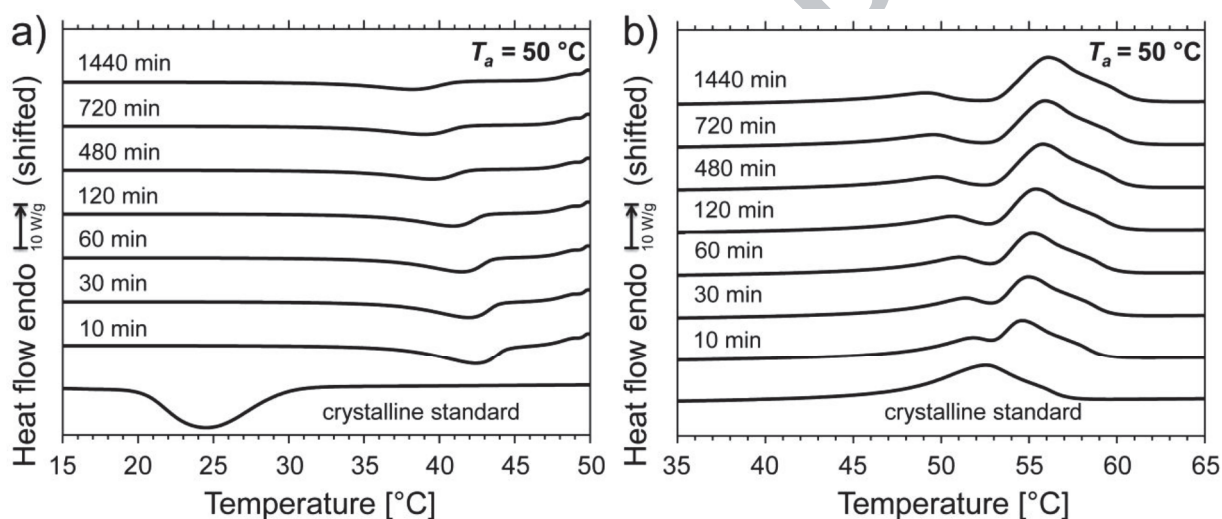 a)
Tₐ = 50 °C
1440 min
720 min
480 min
120 min
60 min
30 min
10 min
crystalline standard
Heat flow endo (shifted)
10 W/g
15 20 25 30 35 40 45 50
Temperature [°C]
b)
Tₐ = 50 °C
1440 min
720 min
480 min
120 min
60 min
30 min
10 min
crystalline standard
Heat flow endo (shifted)
10 W/g
35 40 45 50 55 60 65
Temperature [°C]